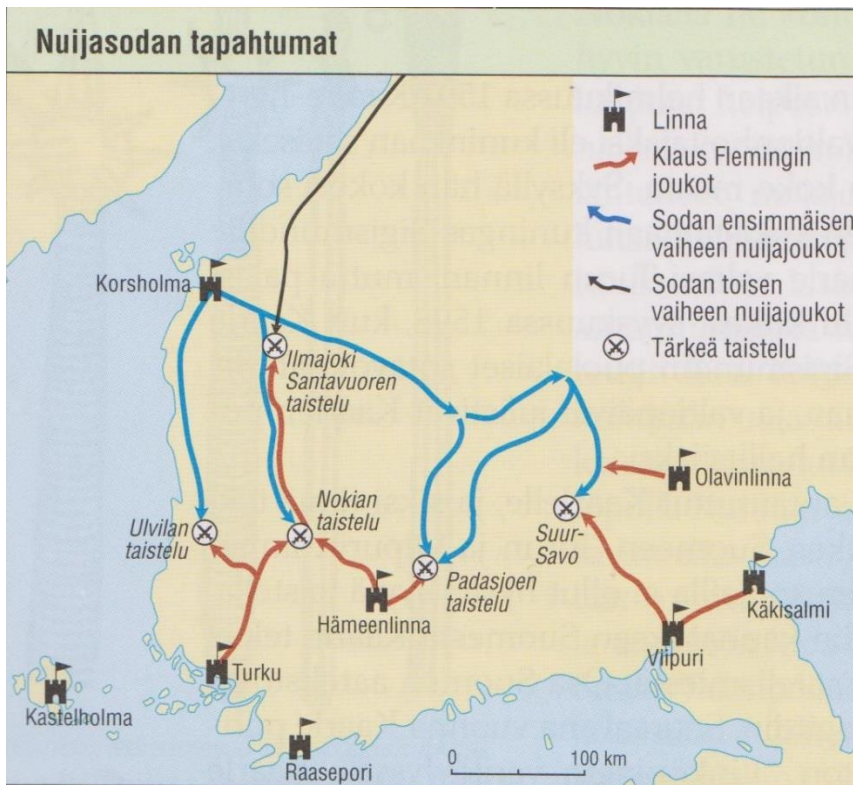 Nuijasodan tapahtumat
Linna
Klaus Flemingin
joukot
Sodan ensimmäisen
vaiheen nuijajoukot
Sodan toisen
vaiheen nuijajoukot
Tärkeä taistelu
Korsholma
Ilmajoki
Santavuoren
taistelu
Olavinlinna
Ulvilan
taistelu
Nokian
taistelu
Suur-
Savo
Padasjoen
taistelu
Hämeenlinna
Käkisalmi
Viipuri
Turku
Kastelholma
Raasepori
0 100 km